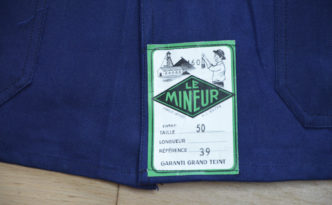 LE
MINEUR
TAILLE 50
LONGUEUR
RÉFÉRENCE 39
GARANTI GRAND TEINT